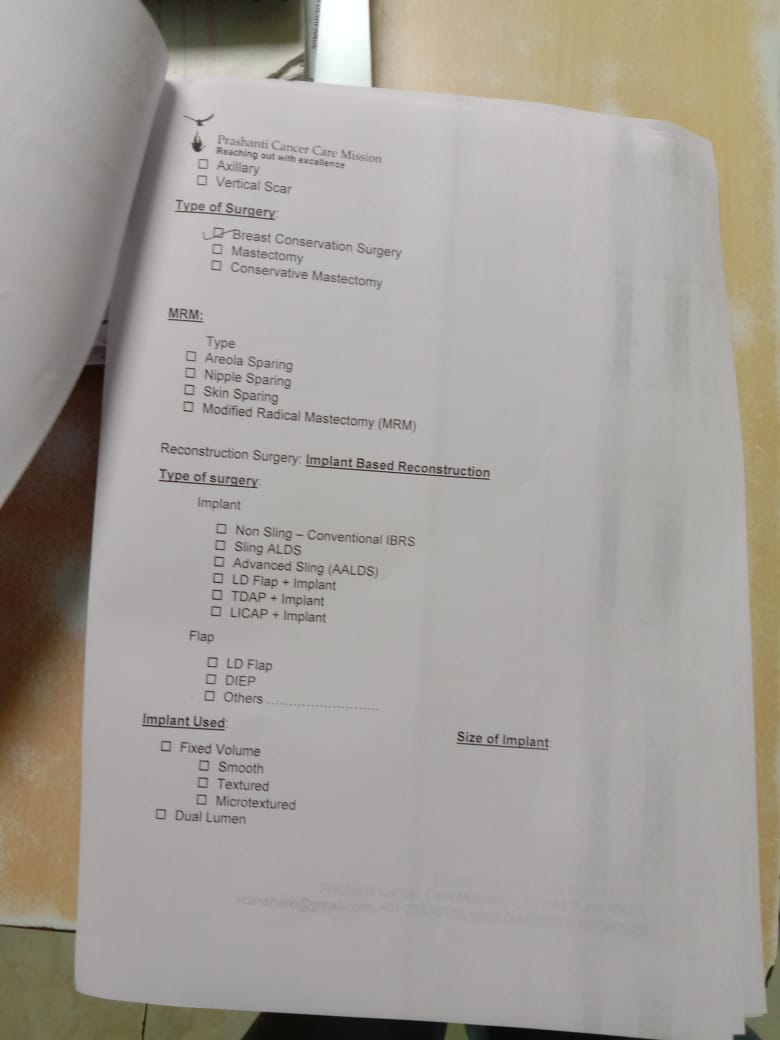 Prashanti Cancer Care Mission
Reaching out with excellence
☐ Axillary
☐ Vertical Scar
Type of Surgery:
☑ Breast Conservation Surgery
☐ Mastectomy
☐ Conservative Mastectomy
MRM:
Type
☐ Areola Sparing
☐ Nipple Sparing
☐ Skin Sparing
☐ Modified Radical Mastectomy (MRM)
Reconstruction Surgery: Implant Based Reconstruction
Type of surgery:
Implant
☐ Non Sling – Conventional IBRS
☐ Sling ALDS
☐ Advanced Sling (AALDS)
☐ LD Flap + Implant
☐ TDAP + Implant
☐ LICAP + Implant
Flap
☐ LD Flap
☐ DIEP
☐ Others ............................
Implant Used:
Size of Implant:
☐ Fixed Volume
☐ Smooth
☐ Textured
☐ Microtextured
☐ Dual Lumen
Prashanti Cancer Care Mission,
vcanshare@gmail.com,